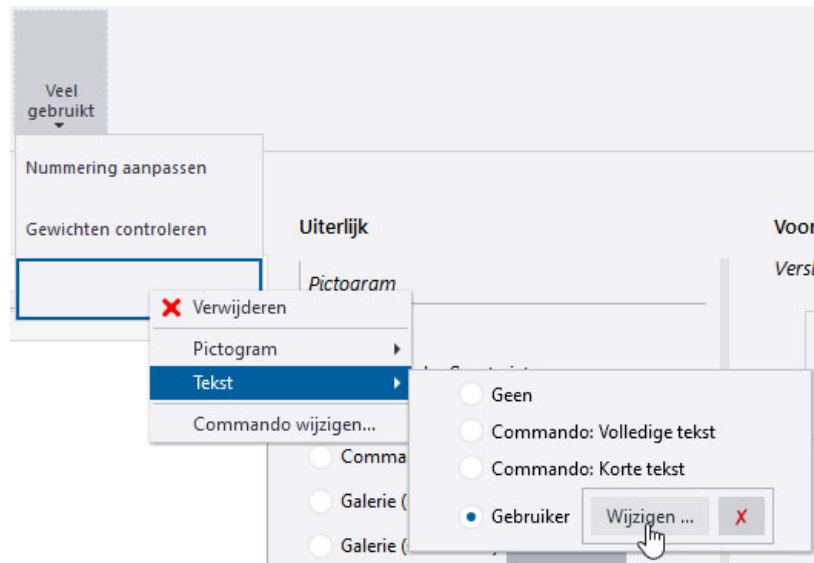 Veel
gebruikt
Nummering aanpassen
Gewichten controleren
Uiterlijk
Pictogram
Verwijderen
Pictogram
Tekst
Geen
Commando: Volledige tekst
Commando wijzigen...
Commando: Korte tekst
Galerie (
Gebruiker
Wijzigen ...
Galerie (